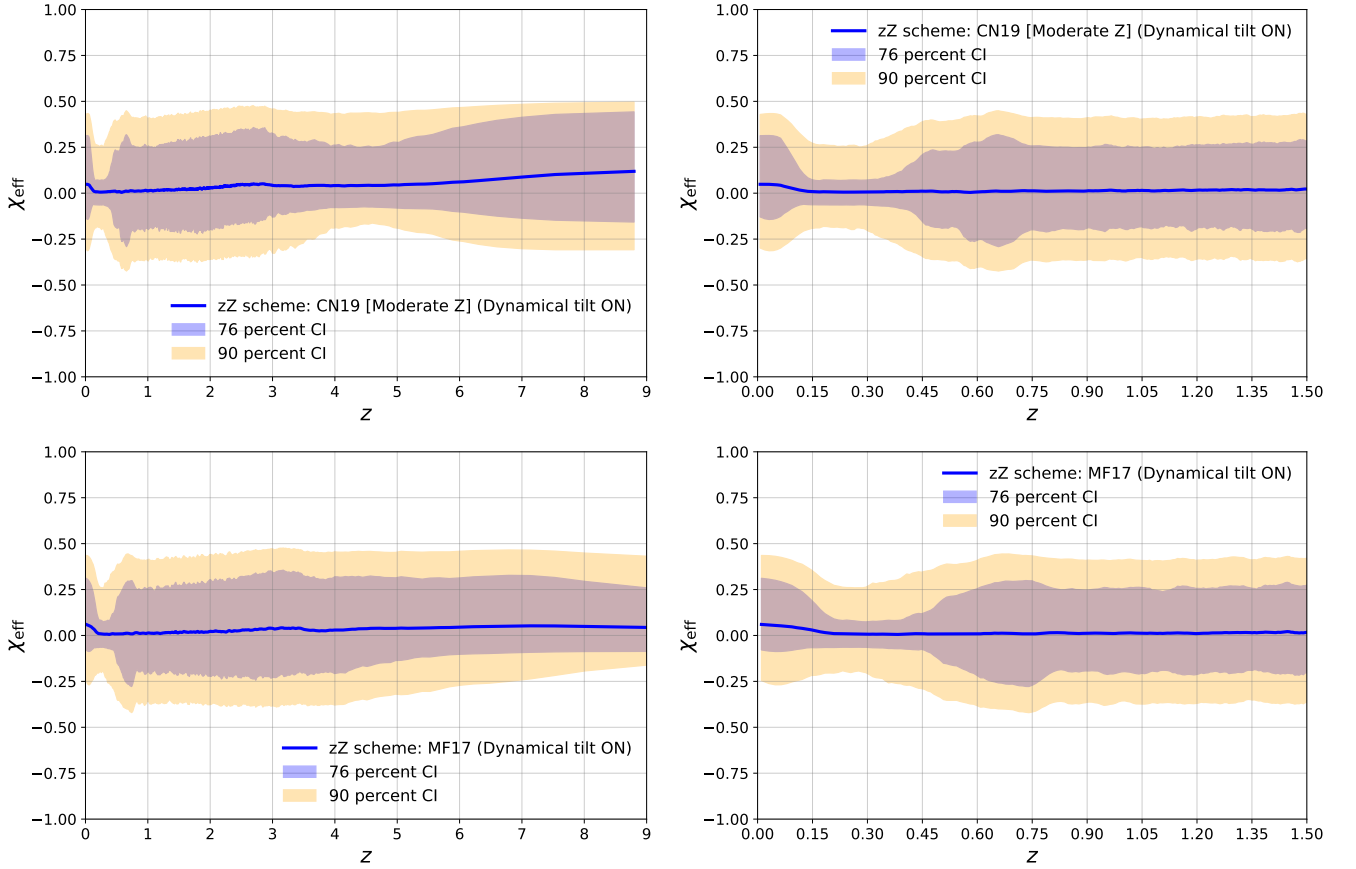 1.00
0.75
0.50
0.25
0.00
−0.25
−0.50
−0.75
−1.00
χeff
0 1 2 3 4 5 6 7 8 9
z
zZ scheme: CN19 [Moderate Z] (Dynamical tilt ON)
76 percent CI
90 percent CI
1.00
0.75
0.50
0.25
0.00
−0.25
−0.50
−0.75
−1.00
χeff
0.00 0.15 0.30 0.45 0.60 0.75 0.90 1.05 1.20 1.35 1.50
z
zZ scheme: CN19 [Moderate Z] (Dynamical tilt ON)
76 percent CI
90 percent CI
1.00
0.75
0.50
0.25
0.00
−0.25
−0.50
−0.75
−1.00
χeff
0 1 2 3 4 5 6 7 8 9
z
zZ scheme: MF17 (Dynamical tilt ON)
76 percent CI
90 percent CI
1.00
0.75
0.50
0.25
0.00
−0.25
−0.50
−0.75
−1.00
χeff
0.00 0.15 0.30 0.45 0.60 0.75 0.90 1.05 1.20 1.35 1.50
z
zZ scheme: MF17 (Dynamical tilt ON)
76 percent CI
90 percent CI